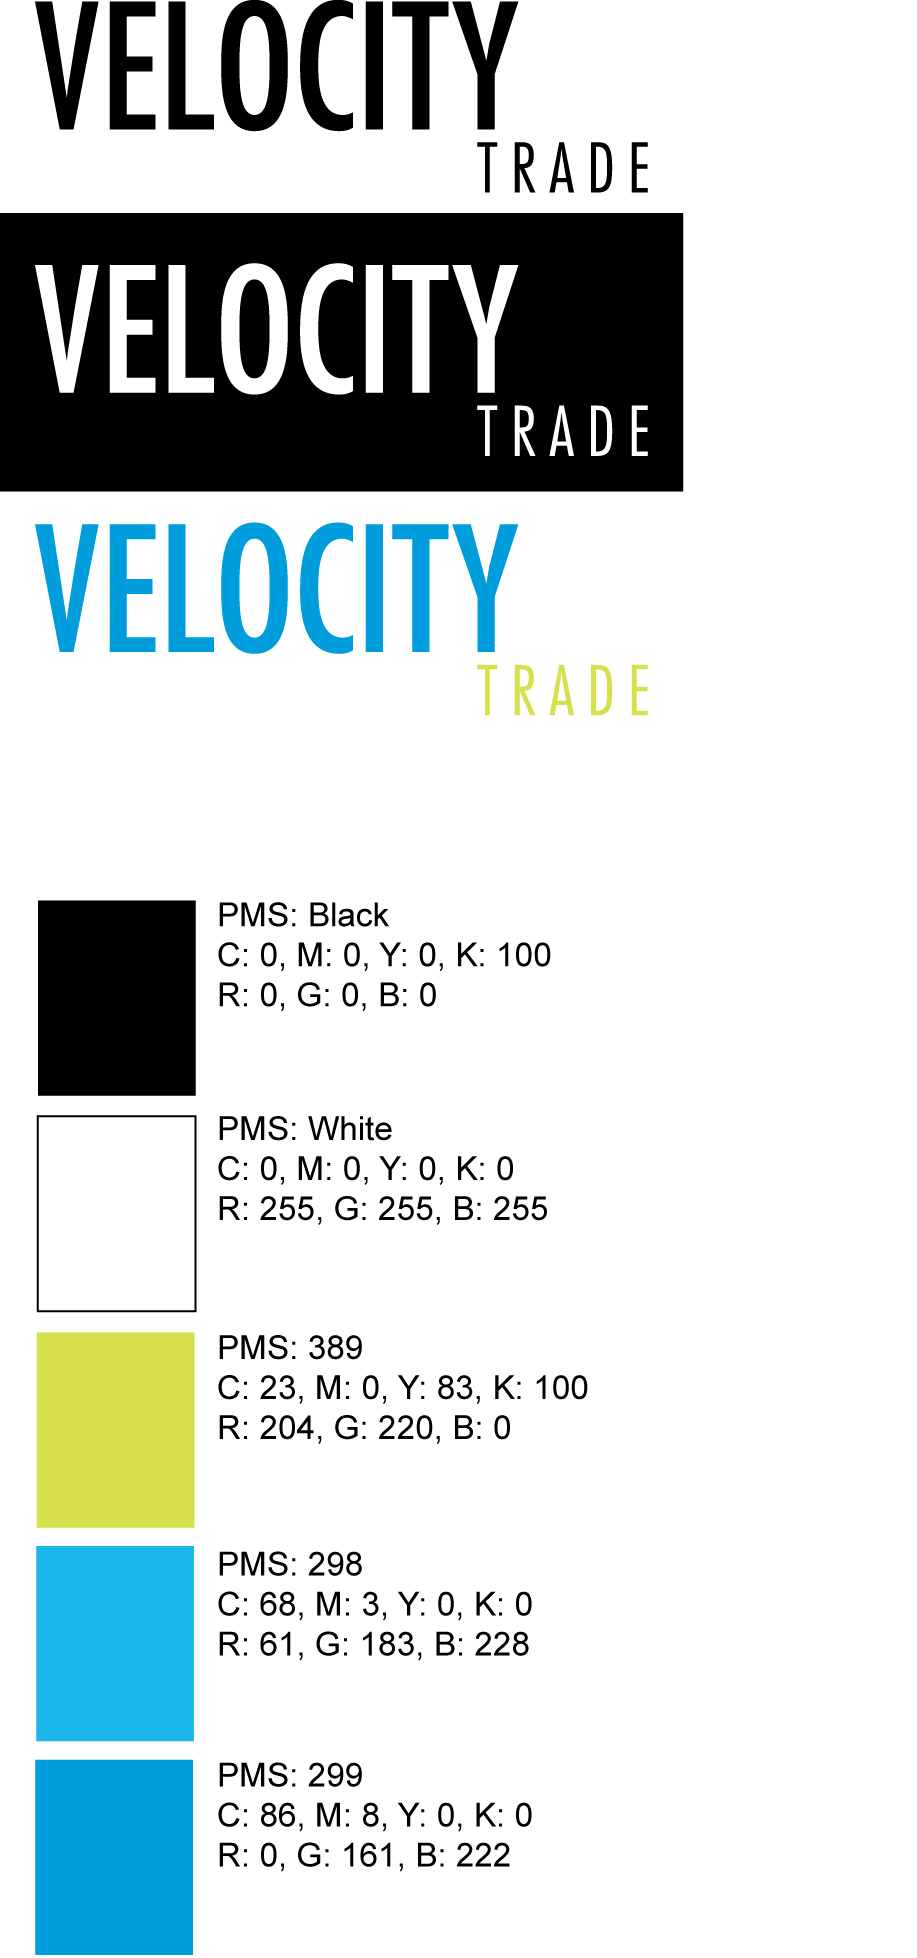 VELOCITY
TRADE
VELOCITY
TRADE
VELOCITY
TRADE
PMS: Black
C: 0, M: 0, Y: 0, K: 100
R: 0, G: 0, B: 0
PMS: White
C: 0, M: 0, Y: 0, K: 0
R: 255, G: 255, B: 255
PMS: 389
C: 23, M: 0, Y: 83, K: 100
R: 204, G: 220, B: 0
PMS: 298
C: 68, M: 3, Y: 0, K: 0
R: 61, G: 183, B: 228
PMS: 299
C: 86, M: 8, Y: 0, K: 0
R: 0, G: 161, B: 222